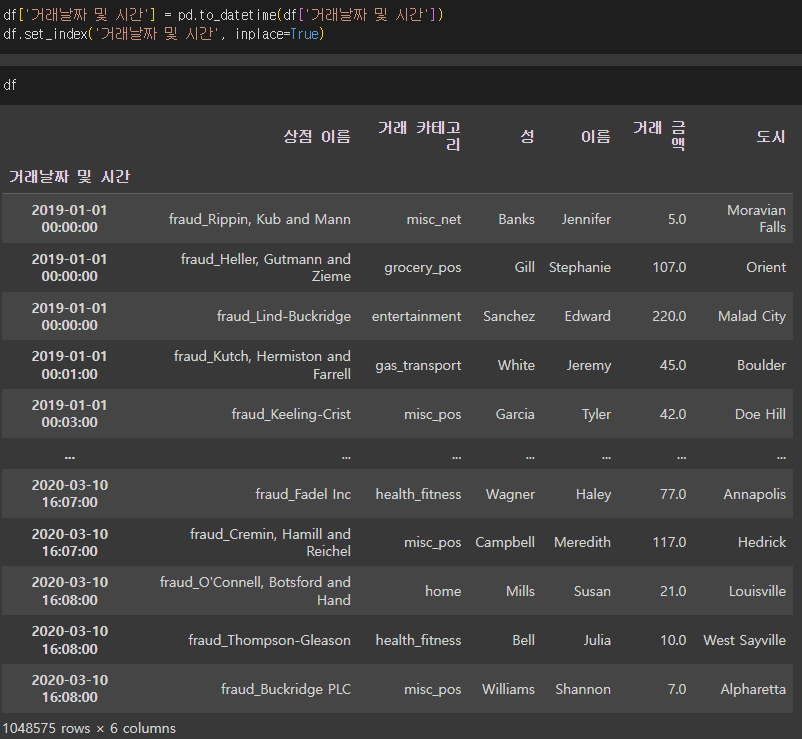 df['거래날짜 및 시간'] = pd.to_datetime(df['거래날짜 및 시간'])
df.set_index('거래날짜 및 시간', inplace=True)
df
상점 이름 거래 카테고리 성 이름 거래 금액 도시
거래날짜 및 시간
2019-01-01 00:00:00 fraud_Rippin, Kub and Mann misc_net Banks Jennifer 5.0 Moravian Falls
2019-01-01 00:00:00 fraud_Heller, Gutmann and Zieme grocery_pos Gill Stephanie 107.0 Orient
2019-01-01 00:00:00 fraud_Lind-Buckridge entertainment Sanchez Edward 220.0 Malad City
2019-01-01 00:01:00 fraud_Kutch, Hermiston and Farrell gas_transport White Jeremy 45.0 Boulder
2019-01-01 00:03:00 fraud_Keeling-Crist misc_pos Garcia Tyler 42.0 Doe Hill
... ... ... ... ... ... ...
2020-03-10 16:07:00 fraud_Fadel Inc health_fitness Wagner Haley 77.0 Annapolis
2020-03-10 16:07:00 fraud_Cremin, Hamill and Reichel misc_pos Campbell Meredith 117.0 Hedrick
2020-03-10 16:08:00 fraud_O'Connell, Botsford and Hand home Mills Susan 21.0 Louisville
2020-03-10 16:08:00 fraud_Thompson-Gleason health_fitness Bell Julia 10.0 West Sayville
2020-03-10 16:08:00 fraud_Buckridge PLC misc_pos Williams Shannon 7.0 Alpharetta
1048575 rows × 6 columns